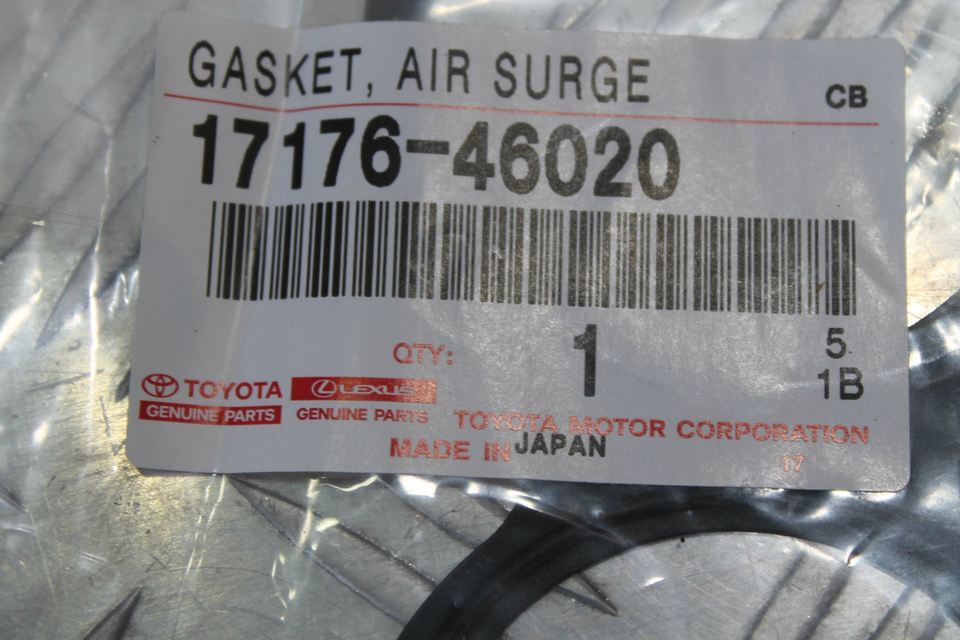 GASKET, AIR SURGE
CB
17176-46020
QTY: 1
5
1B
TOYOTA
GENUINE PARTS
LEXUS
GENUINE PARTS
TOYOTA MOTOR CORPORATION
MADE IN JAPAN
17